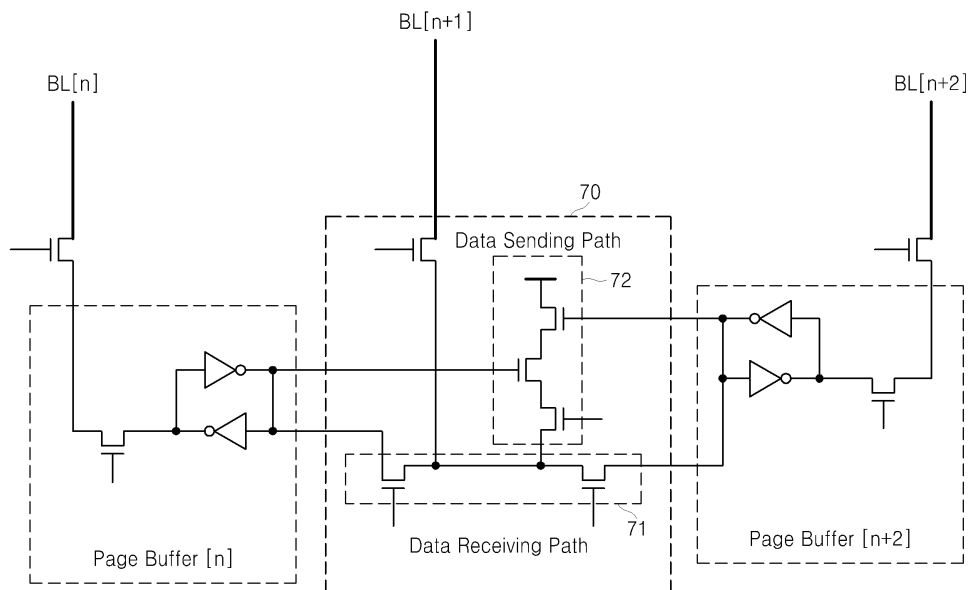 BL[n+1]
BL[n]
BL[n+2]
70
Data Sending Path
72
71
Page Buffer [n]
Data Receiving Path
Page Buffer [n+2]